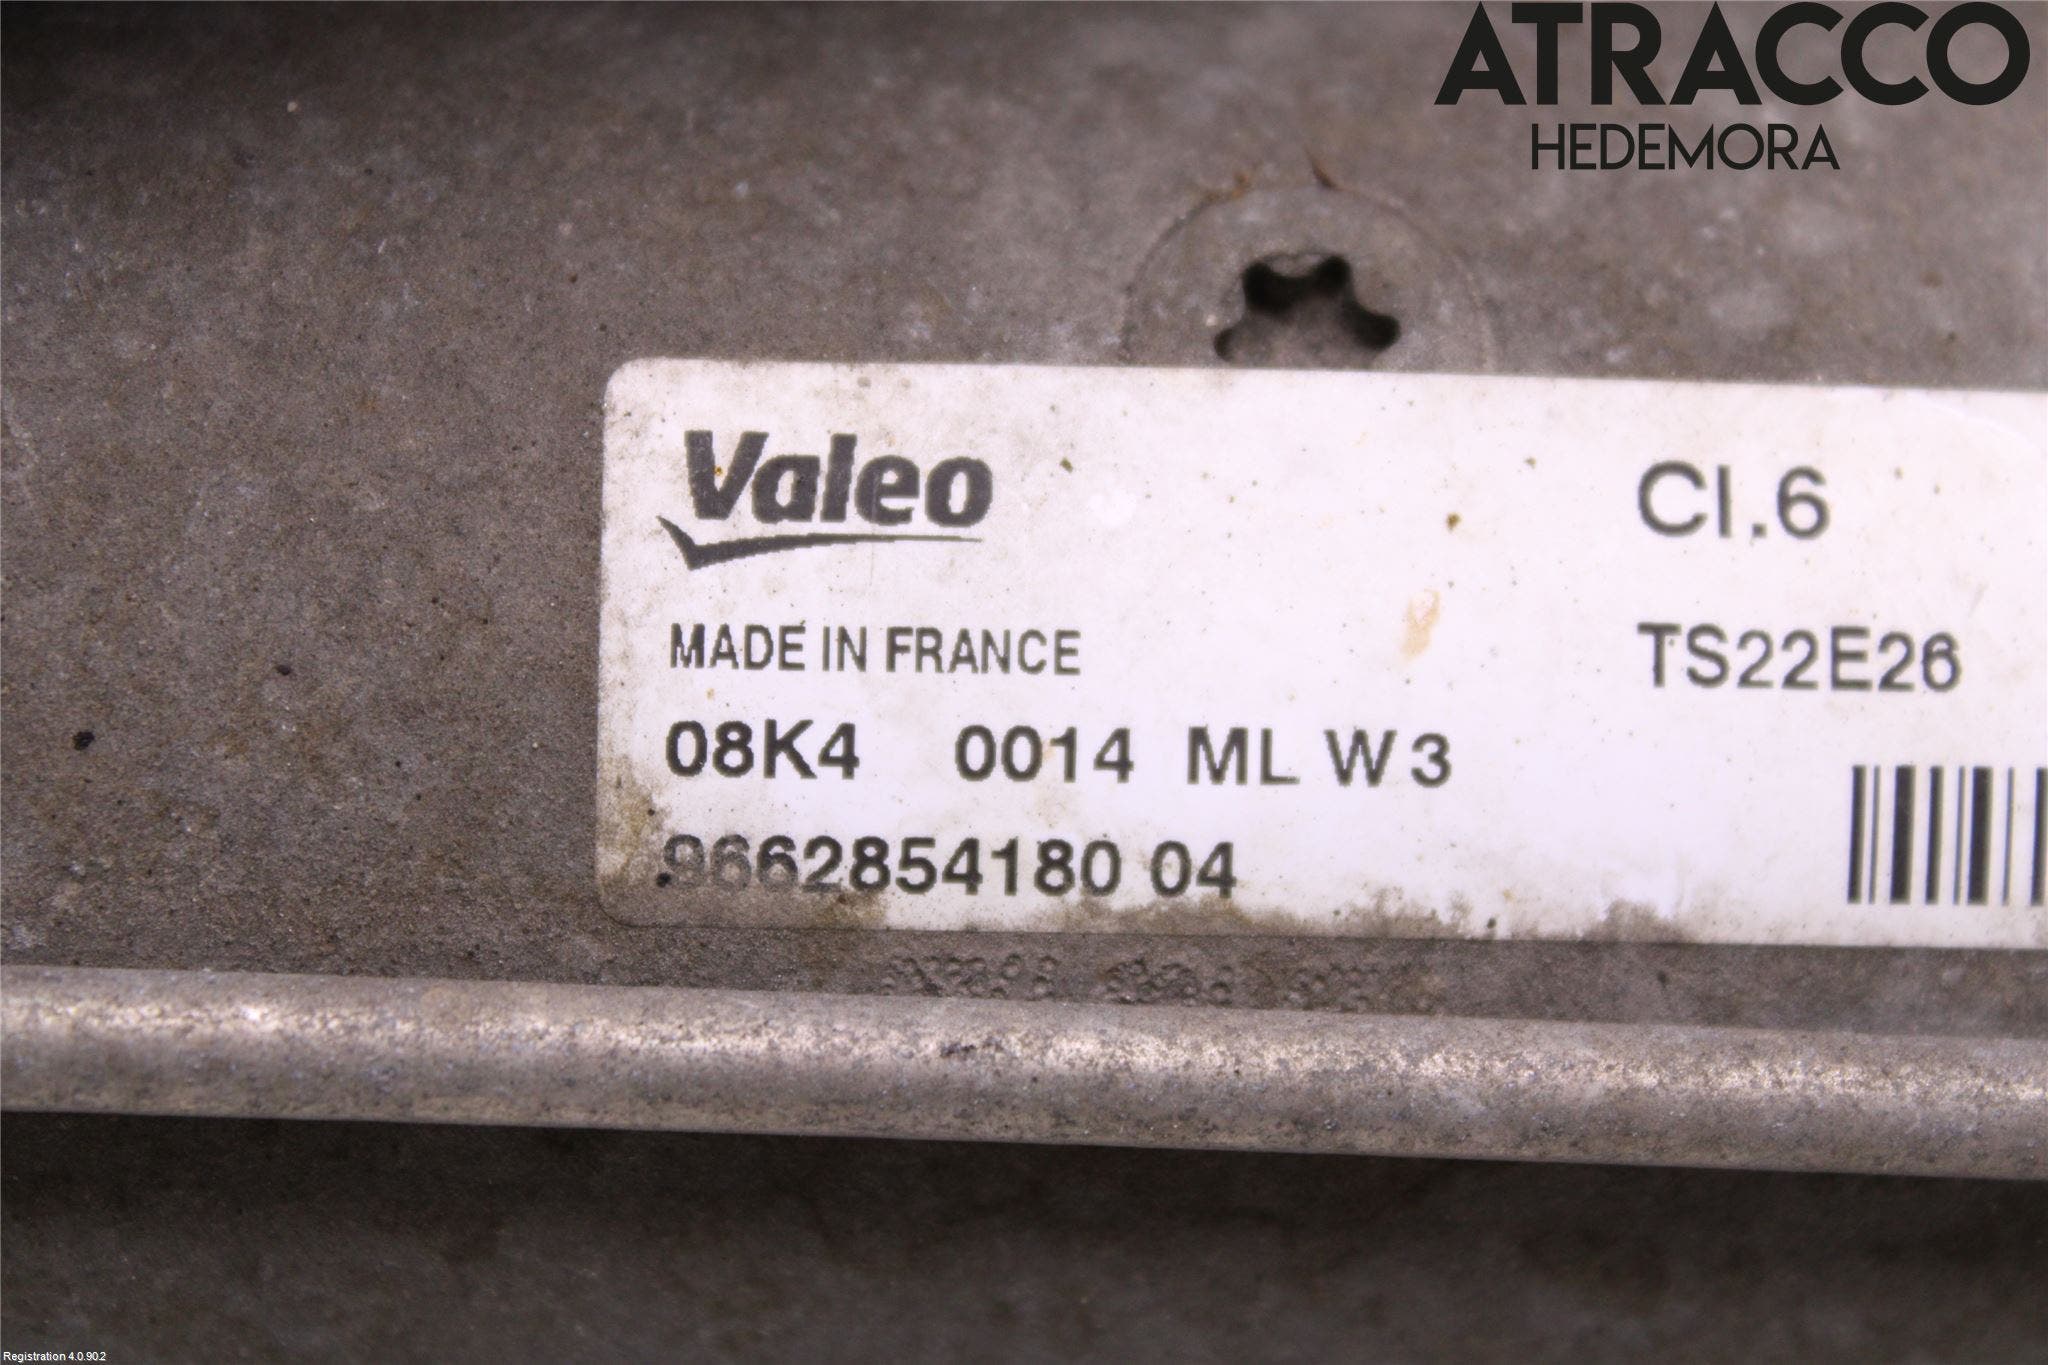 ATRACCO
HEDEMORA
Valeo
CI.6
MADE IN FRANCE
TS22E26
08K4 0014 ML W3
9662854180 04
Registration 4.0.90.2